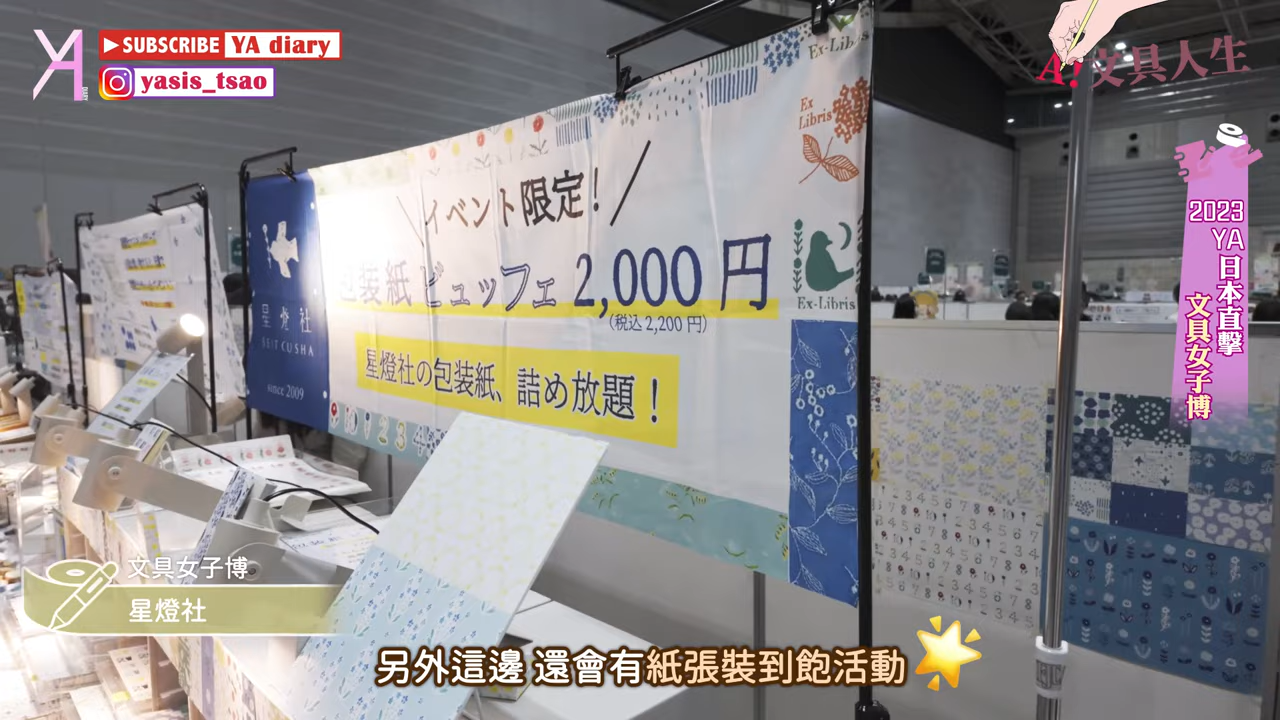 YA
DIARY
SUBSCRIBE YA diary
yasis_tsao
A! 文具人生
2023
YA日本直擊
文具女子博
Ex-Libris
Ex
Libris
Ex-Libris
イベント限定!
包装紙ビュッフェ 2,000円
(税込 2,200円)
星燈社の包装紙、詰め放題!
星燈社
SEITOUSHA
since 2009
文具女子博
星燈社
另外這邊 還會有紙張裝到飽活動